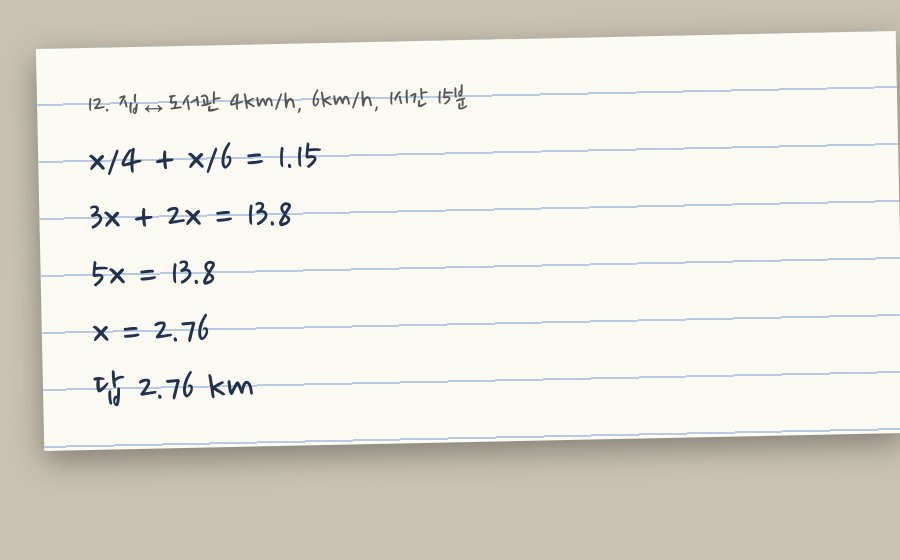 12. 집 ↔ 도서관 4km/h, 6km/h, 1시간 15분
x/4 + x/6 = 1.15
3x + 2x = 13.8
5x = 13.8
x = 2.76
답 2.76 km